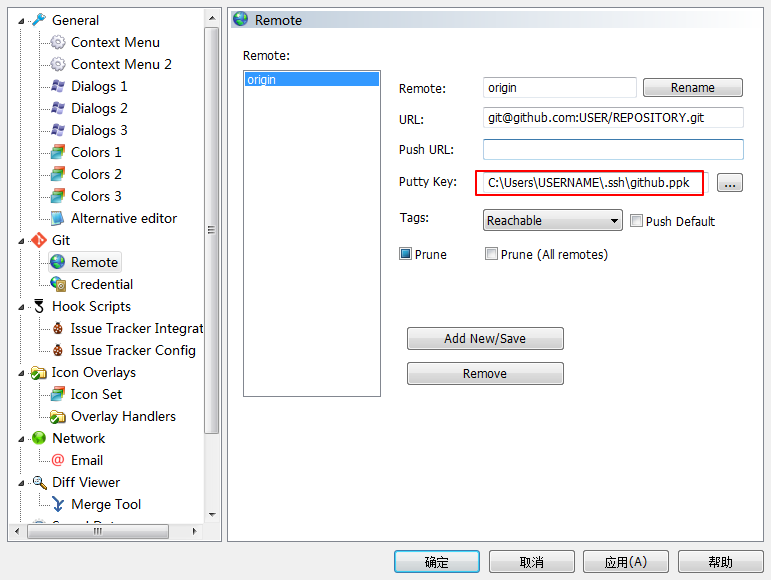 General
Context Menu
Context Menu 2
Dialogs 1
Dialogs 2
Dialogs 3
Colors 1
Colors 2
Colors 3
Alternative editor
Git
Remote
Credential
Hook Scripts
Issue Tracker Integrat
Issue Tracker Config
Icon Overlays
Icon Set
Overlay Handlers
Network
Email
Diff Viewer
Merge Tool
Remote
Remote:
origin
Remote: origin Rename
URL: git@github.com:USER/REPOSITORY.git
Push URL:
Putty Key: C:\Users\USERNAME\.ssh\github.ppk ...
Tags: Reachable Push Default
Prune Prune (All remotes)
Add New/Save
Remove
确定 取消 应用(A) 帮助